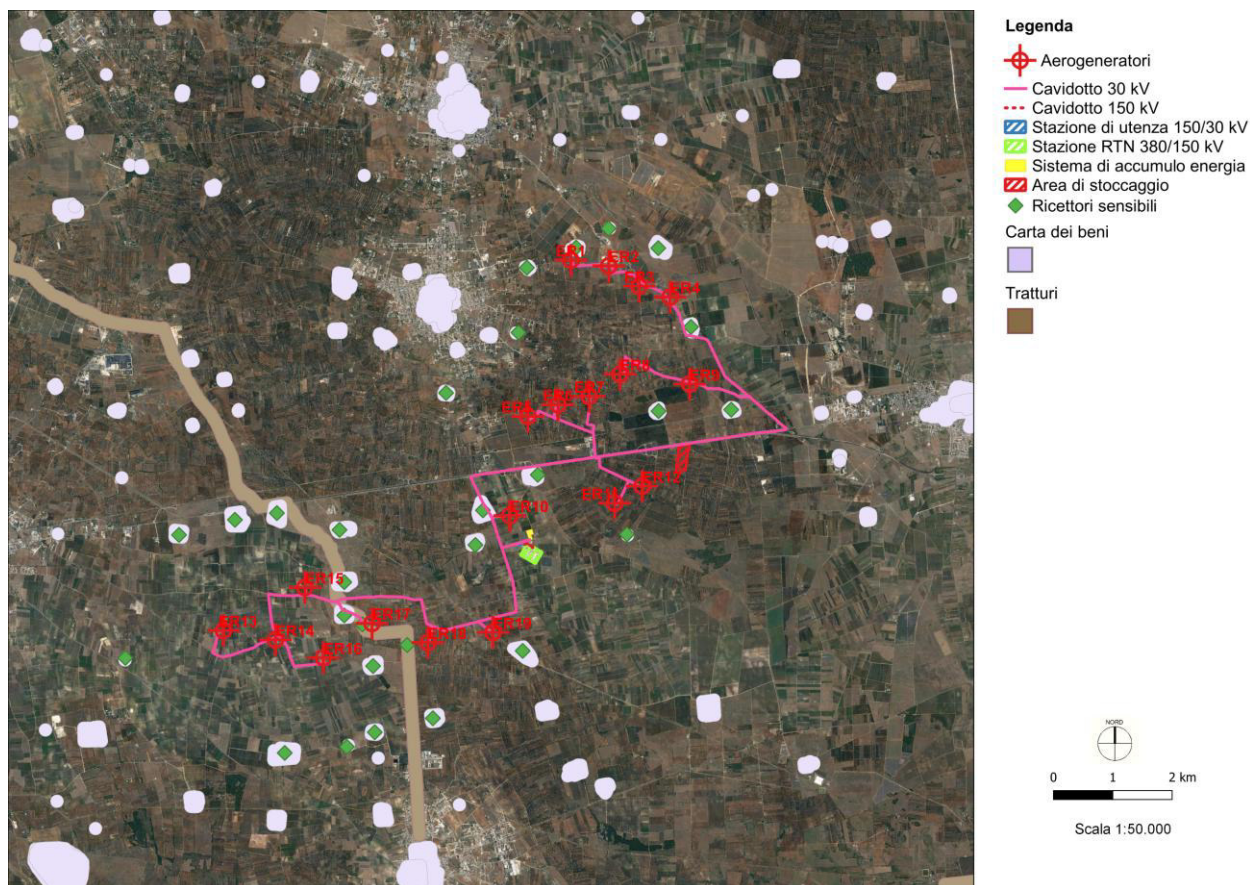 Legenda
Aerogeneratori
Cavidotto 30 kV
Cavidotto 150 kV
Stazione di utenza 150/30 kV
Stazione RTN 380/150 kV
Sistema di accumulo energia
Area di stoccaggio
Ricettori sensibili
Carta dei beni
Tratturi
ER1
ER2
ER3
ER4
ER8
ER9
ER7
ER6
ER5
ER12
ER11
ER10
ER15
ER13
ER17
ER14
ER18
ER19
ER16
NORD
0 1 2 km
Scala 1:50.000